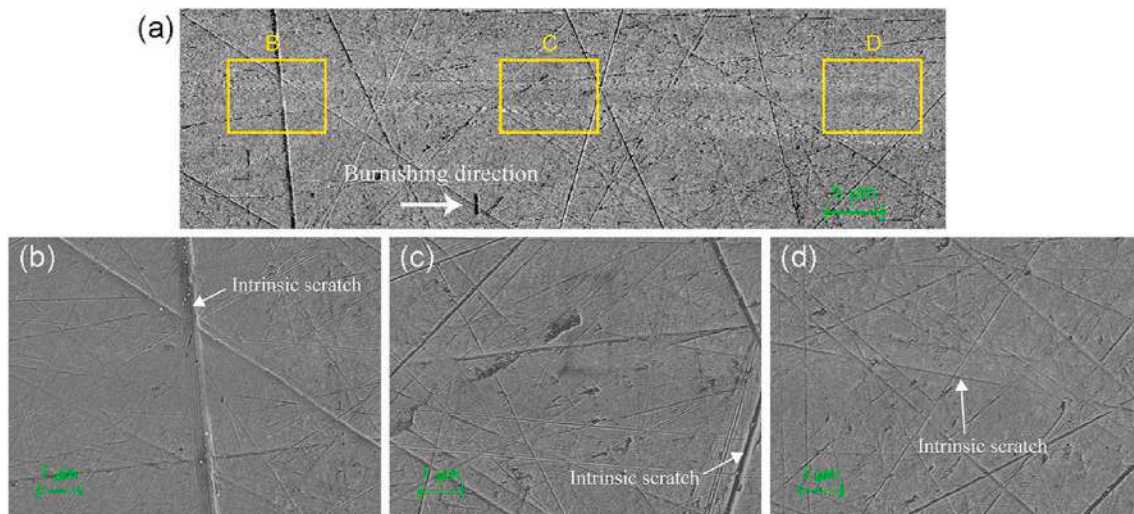 (a)
B
C
D
Burnishing direction
5 μm
(b)
Intrinsic scratch
1 μm
(c)
Intrinsic scratch
1 μm
(d)
Intrinsic scratch
1 μm